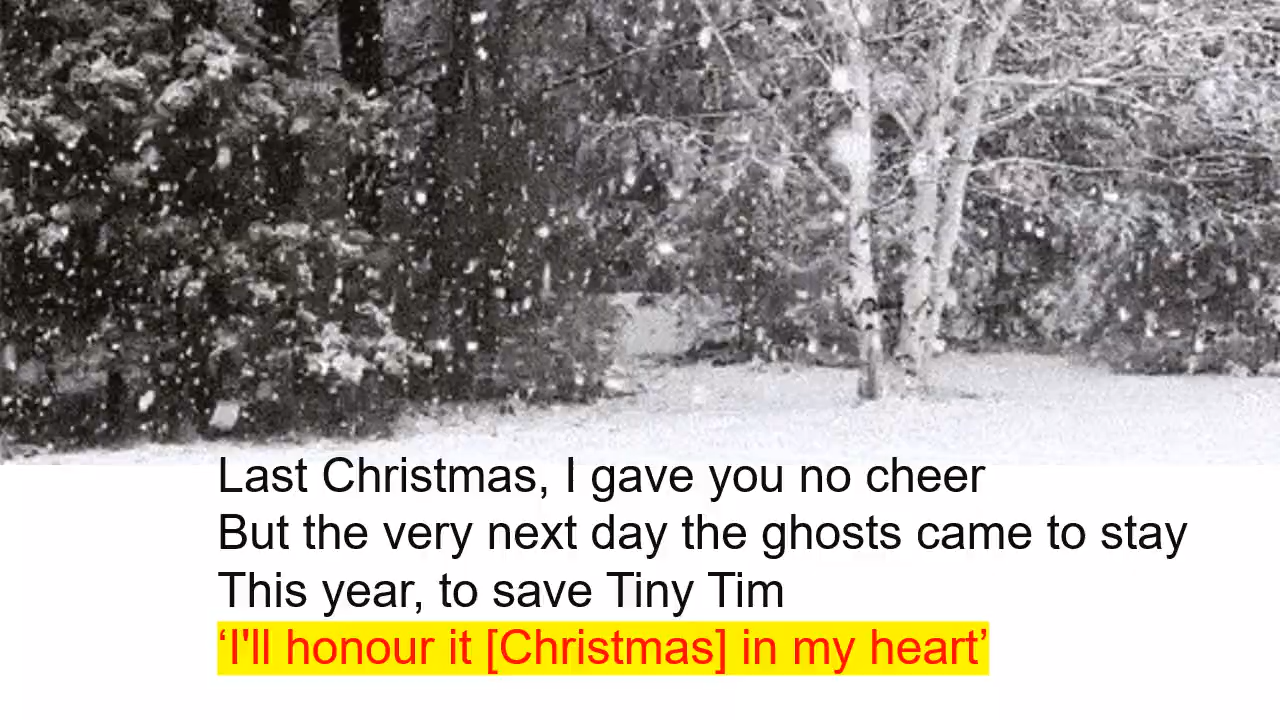 Last Christmas, I gave you no cheer
But the very next day the ghosts came to stay
This year, to save Tiny Tim
‘I'll honour it [Christmas] in my heart’